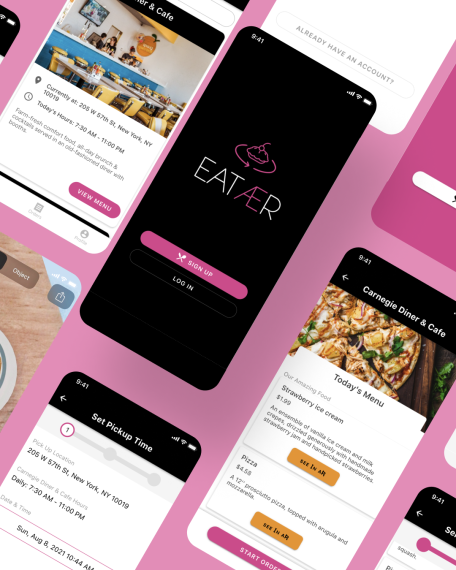 & Cafe
Currently at: 205 W 57th St, New York, NY
10019
Today's Hours: 7:30 AM - 11:00 PM
Farm-fresh comfort food, all-day brunch &
cocktails served in an old-fashioned diner with
booths.
VIEW MENU
9:41
EATÆR
SIGN UP
LOG IN
ALREADY HAVE AN ACCOUNT?
Object
9:41
Set Pickup Time
1
Pick Up Location
205 W 57th St, New York, NY 10019
Carnegie Diner & Cafe Hours
Daily: 7:30 AM - 11:00 PM
Date & Time
Sun, Aug 8, 2021 10:44 AM
9:41
Carnegie Diner & Cafe
Today's Menu
Our Amazing Food
Strawberry ice cream
$1.99
An ensemble of vanilla ice cream and milk
crepes, drizzled generously with handmade
strawberry jam and handpicked strawberries.
SEE IN AR
Pizza
$4.58
A 12" prosciutto pizza, topped with arugula and
mozzarella.
SEE IN AR
START ORDER
9:41
Se
squash.